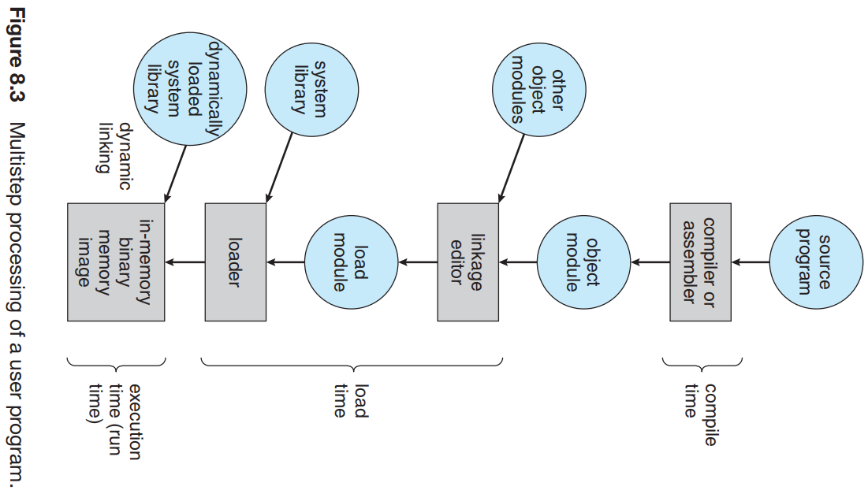 source
program
compiler or
assembler
compile
time
object
module
other
object
modules
linkage
editor
load
module
load
time
system
library
loader
dynamically
loaded
system
library
dynamic
linking
in-memory
binary
memory
image
execution
time (run
time)
Figure 8.3 Multistep processing of a user program.